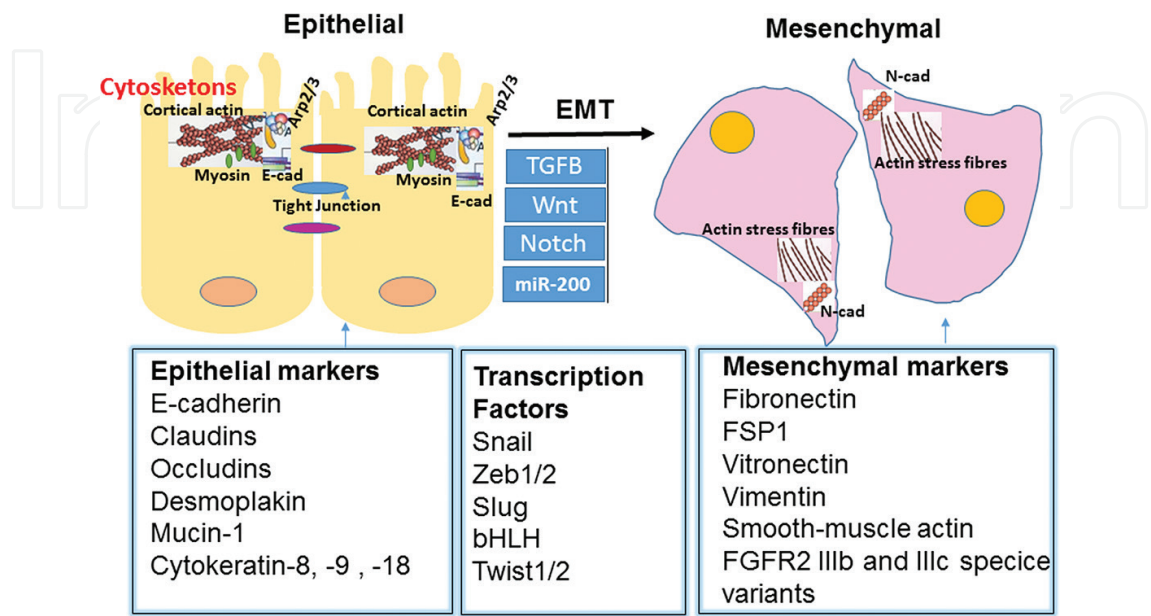 Epithelial
Mesenchymal
Cytosketons
Cortical actin
Arp2/3
Myosin
E-cad
Cortical actin
Arp2/3
Myosin
E-cad
Tight Junction
EMT
TGFB
Wnt
Notch
miR-200
N-cad
Actin stress fibres
Actin stress fibres
N-cad
Epithelial markers
E-cadherin
Claudins
Occludins
Desmoplakin
Mucin-1
Cytokeratin-8, -9 , -18
Transcription
Factors
Snail
Zeb1/2
Slug
bHLH
Twist1/2
Mesenchymal markers
Fibronectin
FSP1
Vitronectin
Vimentin
Smooth-muscle actin
FGFR2 IIIb and IIIc specice
variants